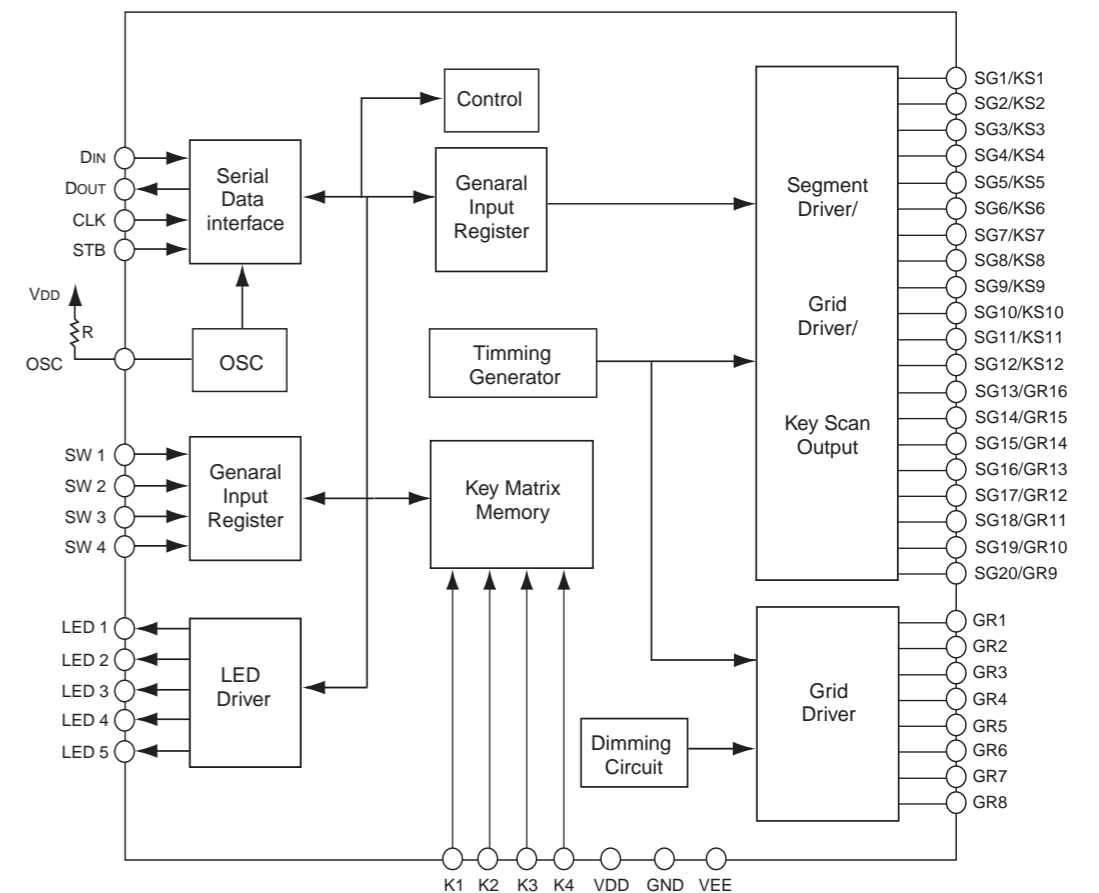 Control
DIN
DOUT
CLK
STB
Serial
Data
interface
Genaral
Input
Register
VDD
R
OSC
OSC
Timming
Generator
SW 1
SW 2
SW 3
SW 4
Genaral
Input
Register
Key Matrix
Memory
LED 1
LED 2
LED 3
LED 4
LED 5
LED
Driver
Dimming
Circuit
Segment
Driver/
Grid
Driver/
Key Scan
Output
SG1/KS1
SG2/KS2
SG3/KS3
SG4/KS4
SG5/KS5
SG6/KS6
SG7/KS7
SG8/KS8
SG9/KS9
SG10/KS10
SG11/KS11
SG12/KS12
SG13/GR16
SG14/GR15
SG15/GR14
SG16/GR13
SG17/GR12
SG18/GR11
SG19/GR10
SG20/GR9
Grid
Driver
GR1
GR2
GR3
GR4
GR5
GR6
GR7
GR8
K1 K2 K3 K4 VDD GND VEE